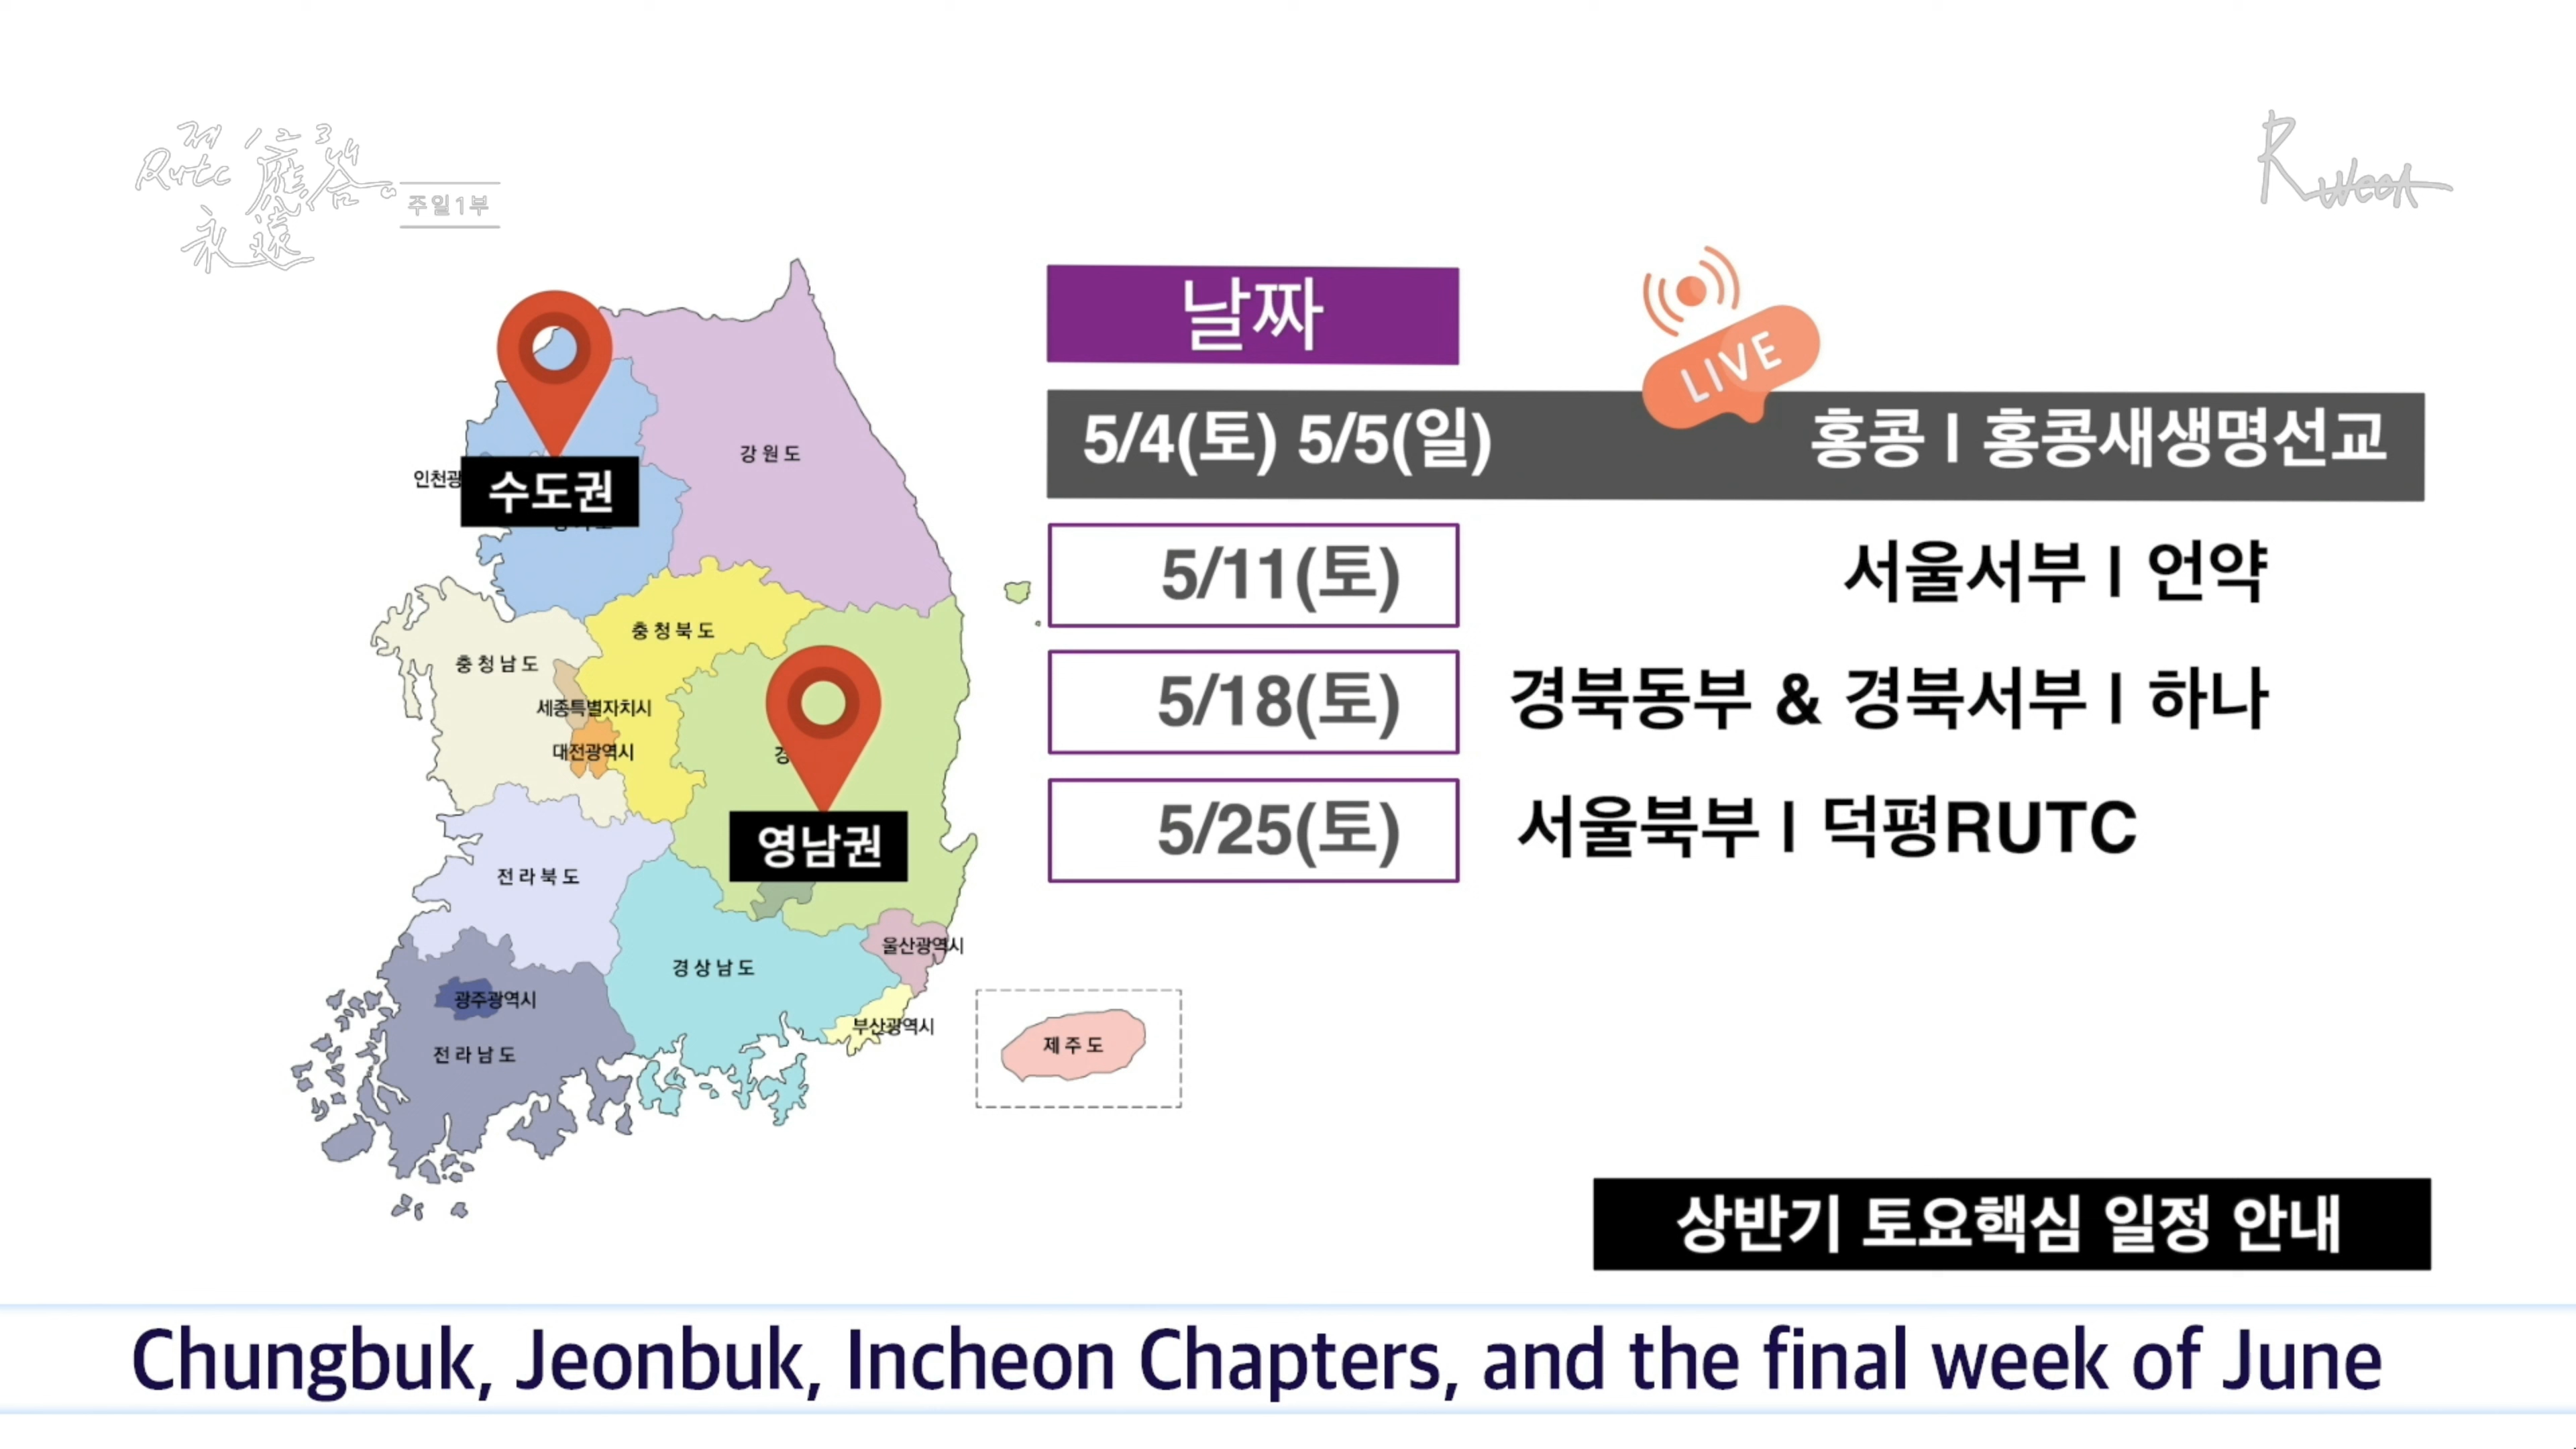 주일1부
R week
수도권
강원도
충청북도
충청남도
세종특별자치시
대전광역시
영남권
전라북도
울산광역시
경상남도
광주광역시
부산광역시
전라남도
제주도
날짜
LIVE
5/4(토) 5/5(일) 홍콩 | 홍콩새생명선교
5/11(토) 서울서부 | 언약
5/18(토) 경북동부 & 경북서부 | 하나
5/25(토) 서울북부 | 덕평RUTC
상반기 토요핵심 일정 안내
Chungbuk, Jeonbuk, Incheon Chapters, and the final week of June